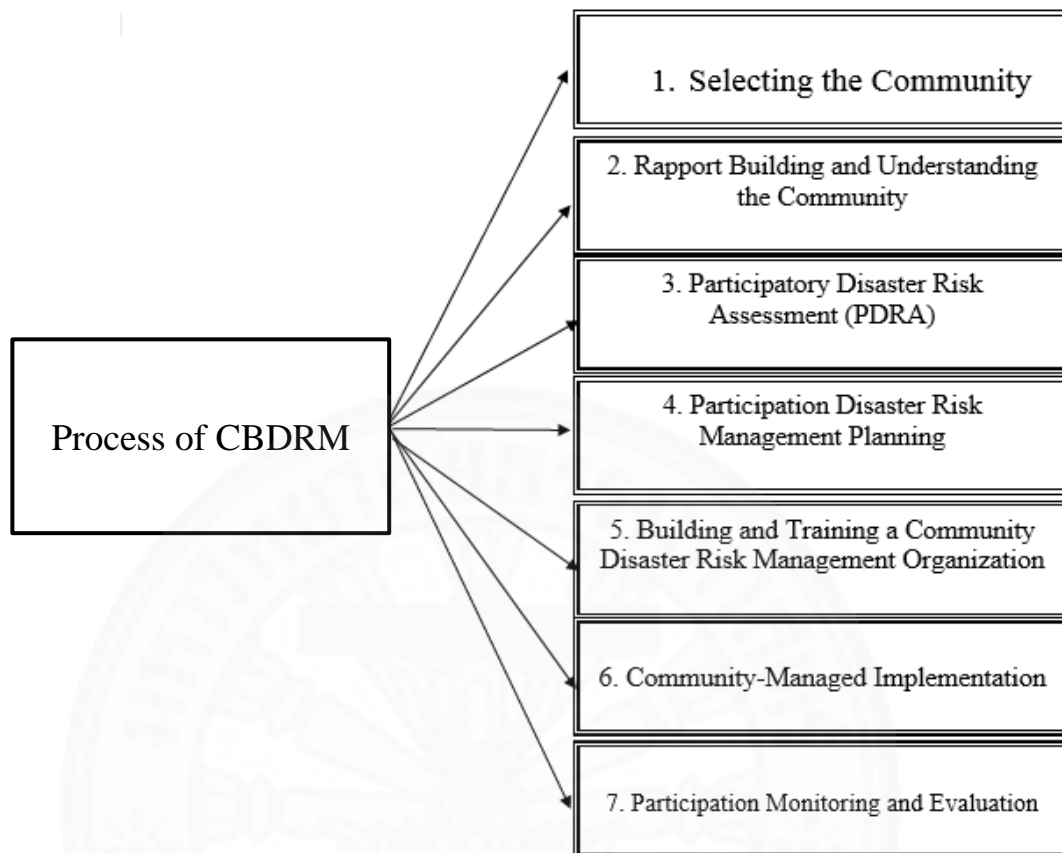 1. Selecting the Community
2. Rapport Building and Understanding
the Community
3. Participatory Disaster Risk
Assessment (PDRA)
Process of CBDRM
4. Participation Disaster Risk
Management Planning
5. Building and Training a Community
Disaster Risk Management Organization
6. Community-Managed Implementation
7. Participation Monitoring and Evaluation